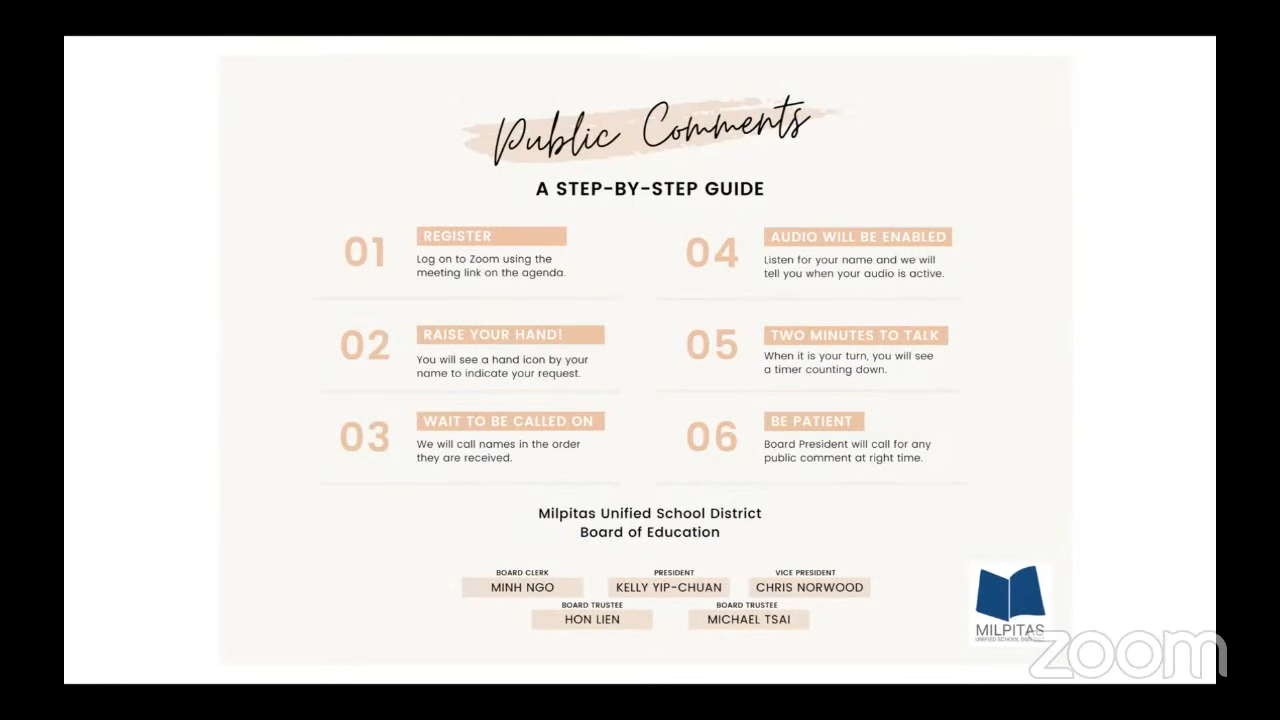 Public Comments
A STEP-BY-STEP GUIDE
01
REGISTER
Log on to Zoom using the
meeting link on the agenda.
02
RAISE YOUR HAND!
You will see a hand icon by your
name to indicate your request.
03
WAIT TO BE CALLED ON
We will call names in the order
they are received.
04
AUDIO WILL BE ENABLED
Listen for your name and we will
tell you when your audio is active.
05
TWO MINUTES TO TALK
When it is your turn, you will see
a timer counting down.
06
BE PATIENT
Board President will call for any
public comment at right time.
Milpitas Unified School District
Board of Education
BOARD CLERK
MINH NGO
PRESIDENT
KELLY YIP-CHUAN
VICE PRESIDENT
CHRIS NORWOOD
BOARD TRUSTEE
HON LIEN
BOARD TRUSTEE
MICHAEL TSAI
MILPITAS
UNIFIED SCHOOL DISTRICT
zoom